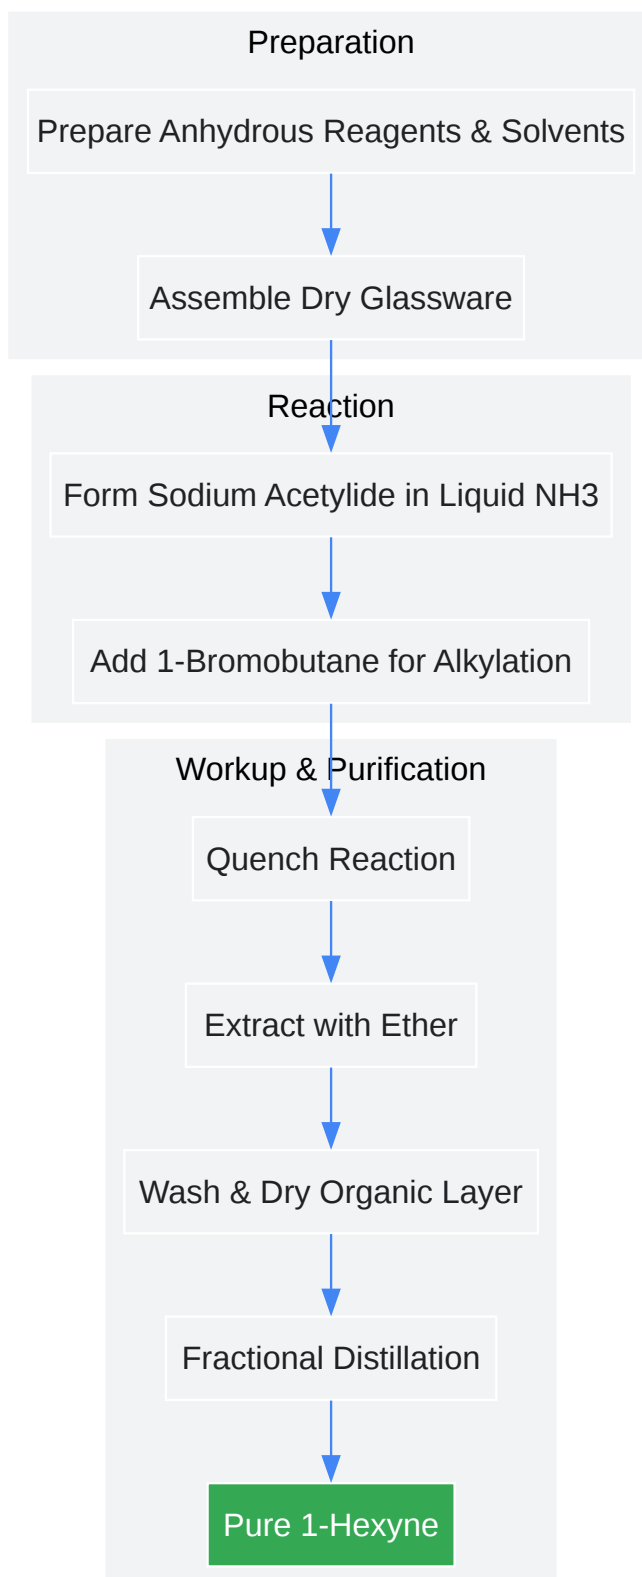 Preparation
Prepare Anhydrous Reagents & Solvents
Assemble Dry Glassware
Reaction
Form Sodium Acetylide in Liquid NH3
Add 1-Bromobutane for Alkylation
Workup & Purification
Quench Reaction
Extract with Ether
Wash & Dry Organic Layer
Fractional Distillation
Pure 1-Hexyne